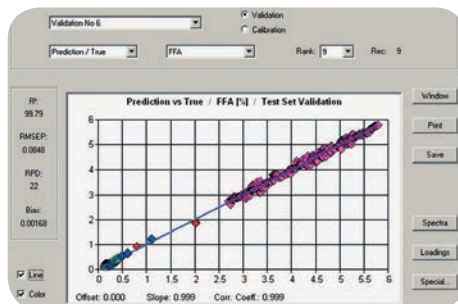 Validation No 6
Validation
Calibration
Prediction / True
FFA
Rank: 9
Rec: 9
R²:
99.79
RMSEP:
0.0848
RPD:
22
Bias:
0.00168
Line
Color
Prediction vs True / FFA [%] / Test Set Validation
6
5
4
3
2
1
0
0 0.5 1 1.5 2 2.5 3 3.5 4 4.5 5 5.5 6
Offset: 0.000 Slope: 0.999 Corr. Coeff.: 0.999
Window
Print
Save
Spectra
Loadings
Special...